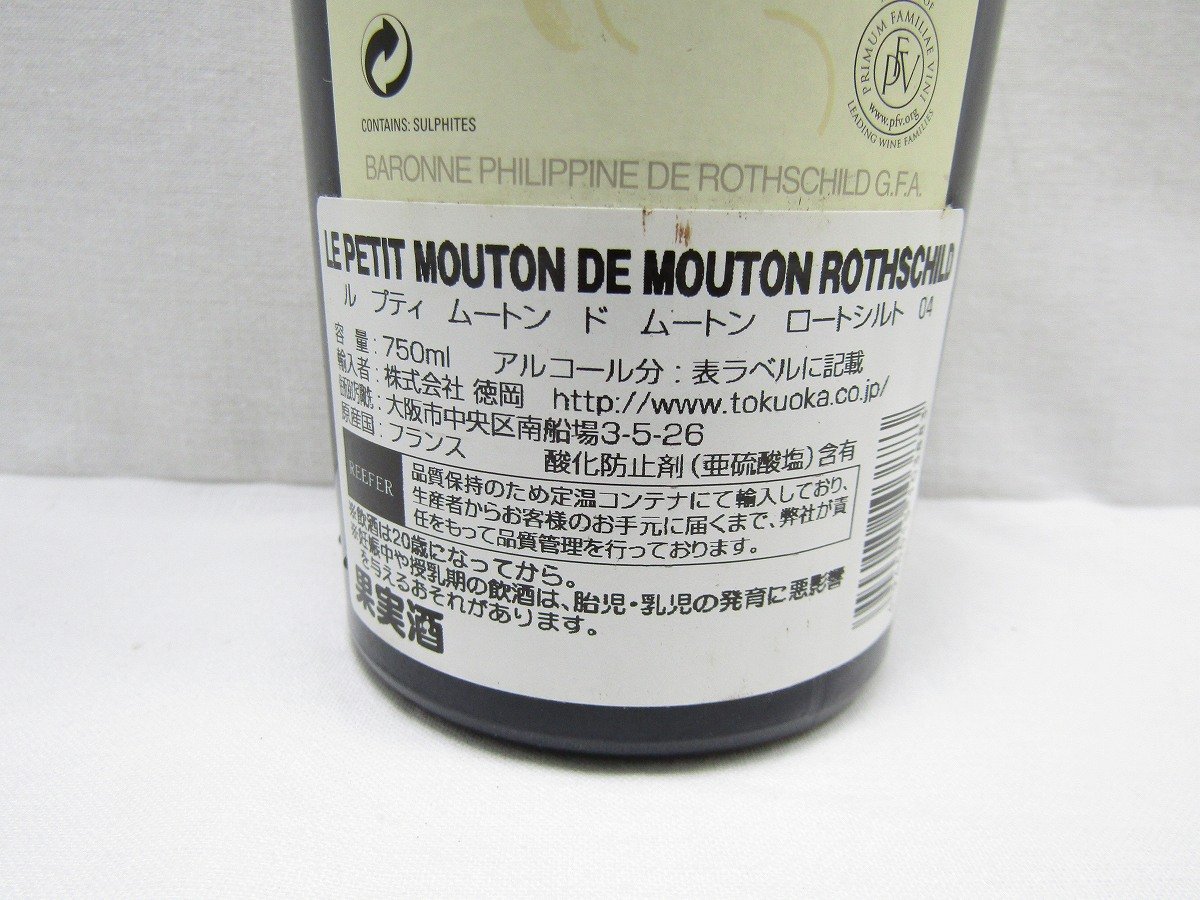 OF
PRIMUM FAMILIAE VINI
PFV
www.pfv.org
LEADING WINE FAMILIES
CONTAINS: SULPHITES
BARONNE PHILIPPINE DE ROTHSCHILD G.F.A.
LE PETIT MOUTON DE MOUTON ROTHSCHILD
ル プティ ムートン ド ムートン ロートシルト 04
容 量:750ml アルコール分:表ラベルに記載
輸入者:株式会社 徳岡 http://www.tokuoka.co.jp/
大阪市中央区南船場3-5-26
原産国:フランス
酸化防止剤(亜硫酸塩)含有
REEFER
品質保持のため定温コンテナにて輸入しており、
生産者からお客様のお手元に届くまで、弊社が責
任をもって品質管理を行っております。
※飲酒は20歳になってから。
※妊娠中や授乳期の飲酒は、胎児・乳児の発育に悪影響
を与えるおそれがあります。
果実酒